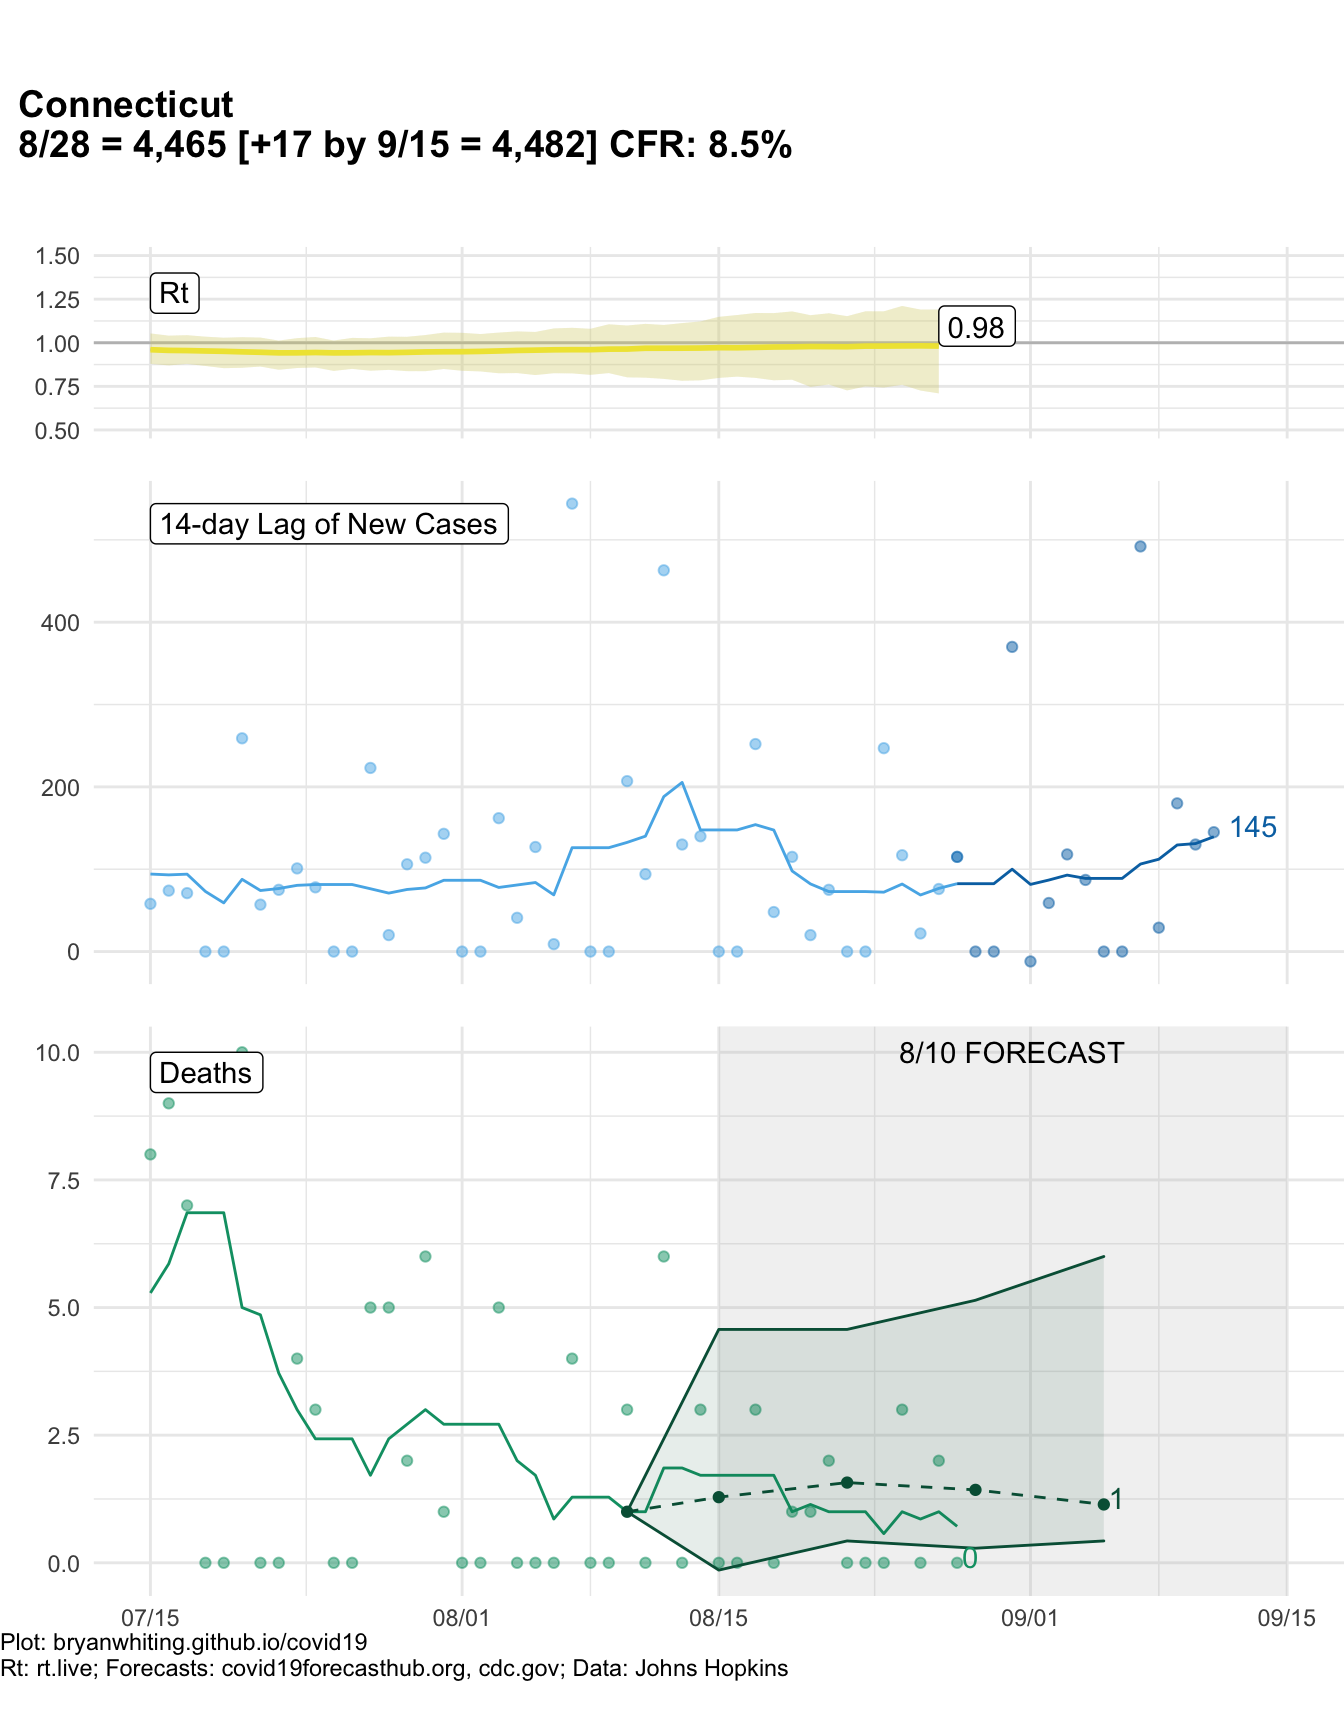 Connecticut
8/28 = 4,465 [+17 by 9/15 = 4,482] CFR: 8.5%
1.50
1.25
1.00
0.75
0.50
Rt
0.98
14-day Lag of New Cases
400
200
0
145
8/10 FORECAST
10.0
Deaths
7.5
5.0
2.5
0.0
1
0
07/15
08/01
08/15
09/01
09/15
Plot: bryanwhiting.github.io/covid19
Rt: rt.live; Forecasts: covid19forecasthub.org, cdc.gov; Data: Johns Hopkins